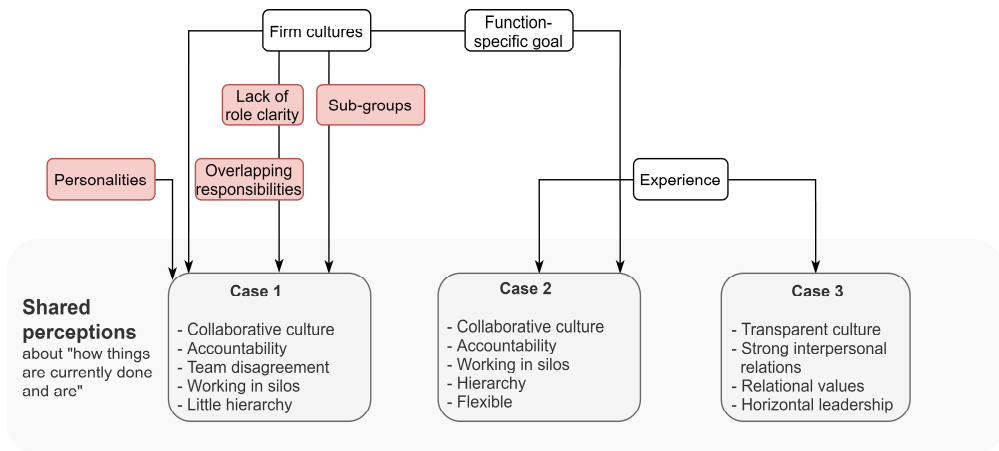 Firm cultures
Function-
specific goal
Lack of
role clarity
Sub-groups
Personalities
Overlapping
responsibilities
Experience
Shared
perceptions
about "how things
are currently done
and are"
Case 1
- Collaborative culture
- Accountability
- Team disagreement
- Working in silos
- Little hierarchy
Case 2
- Collaborative culture
- Accountability
- Working in silos
- Hierarchy
- Flexible
Case 3
- Transparent culture
- Strong interpersonal
relations
- Relational values
- Horizontal leadership